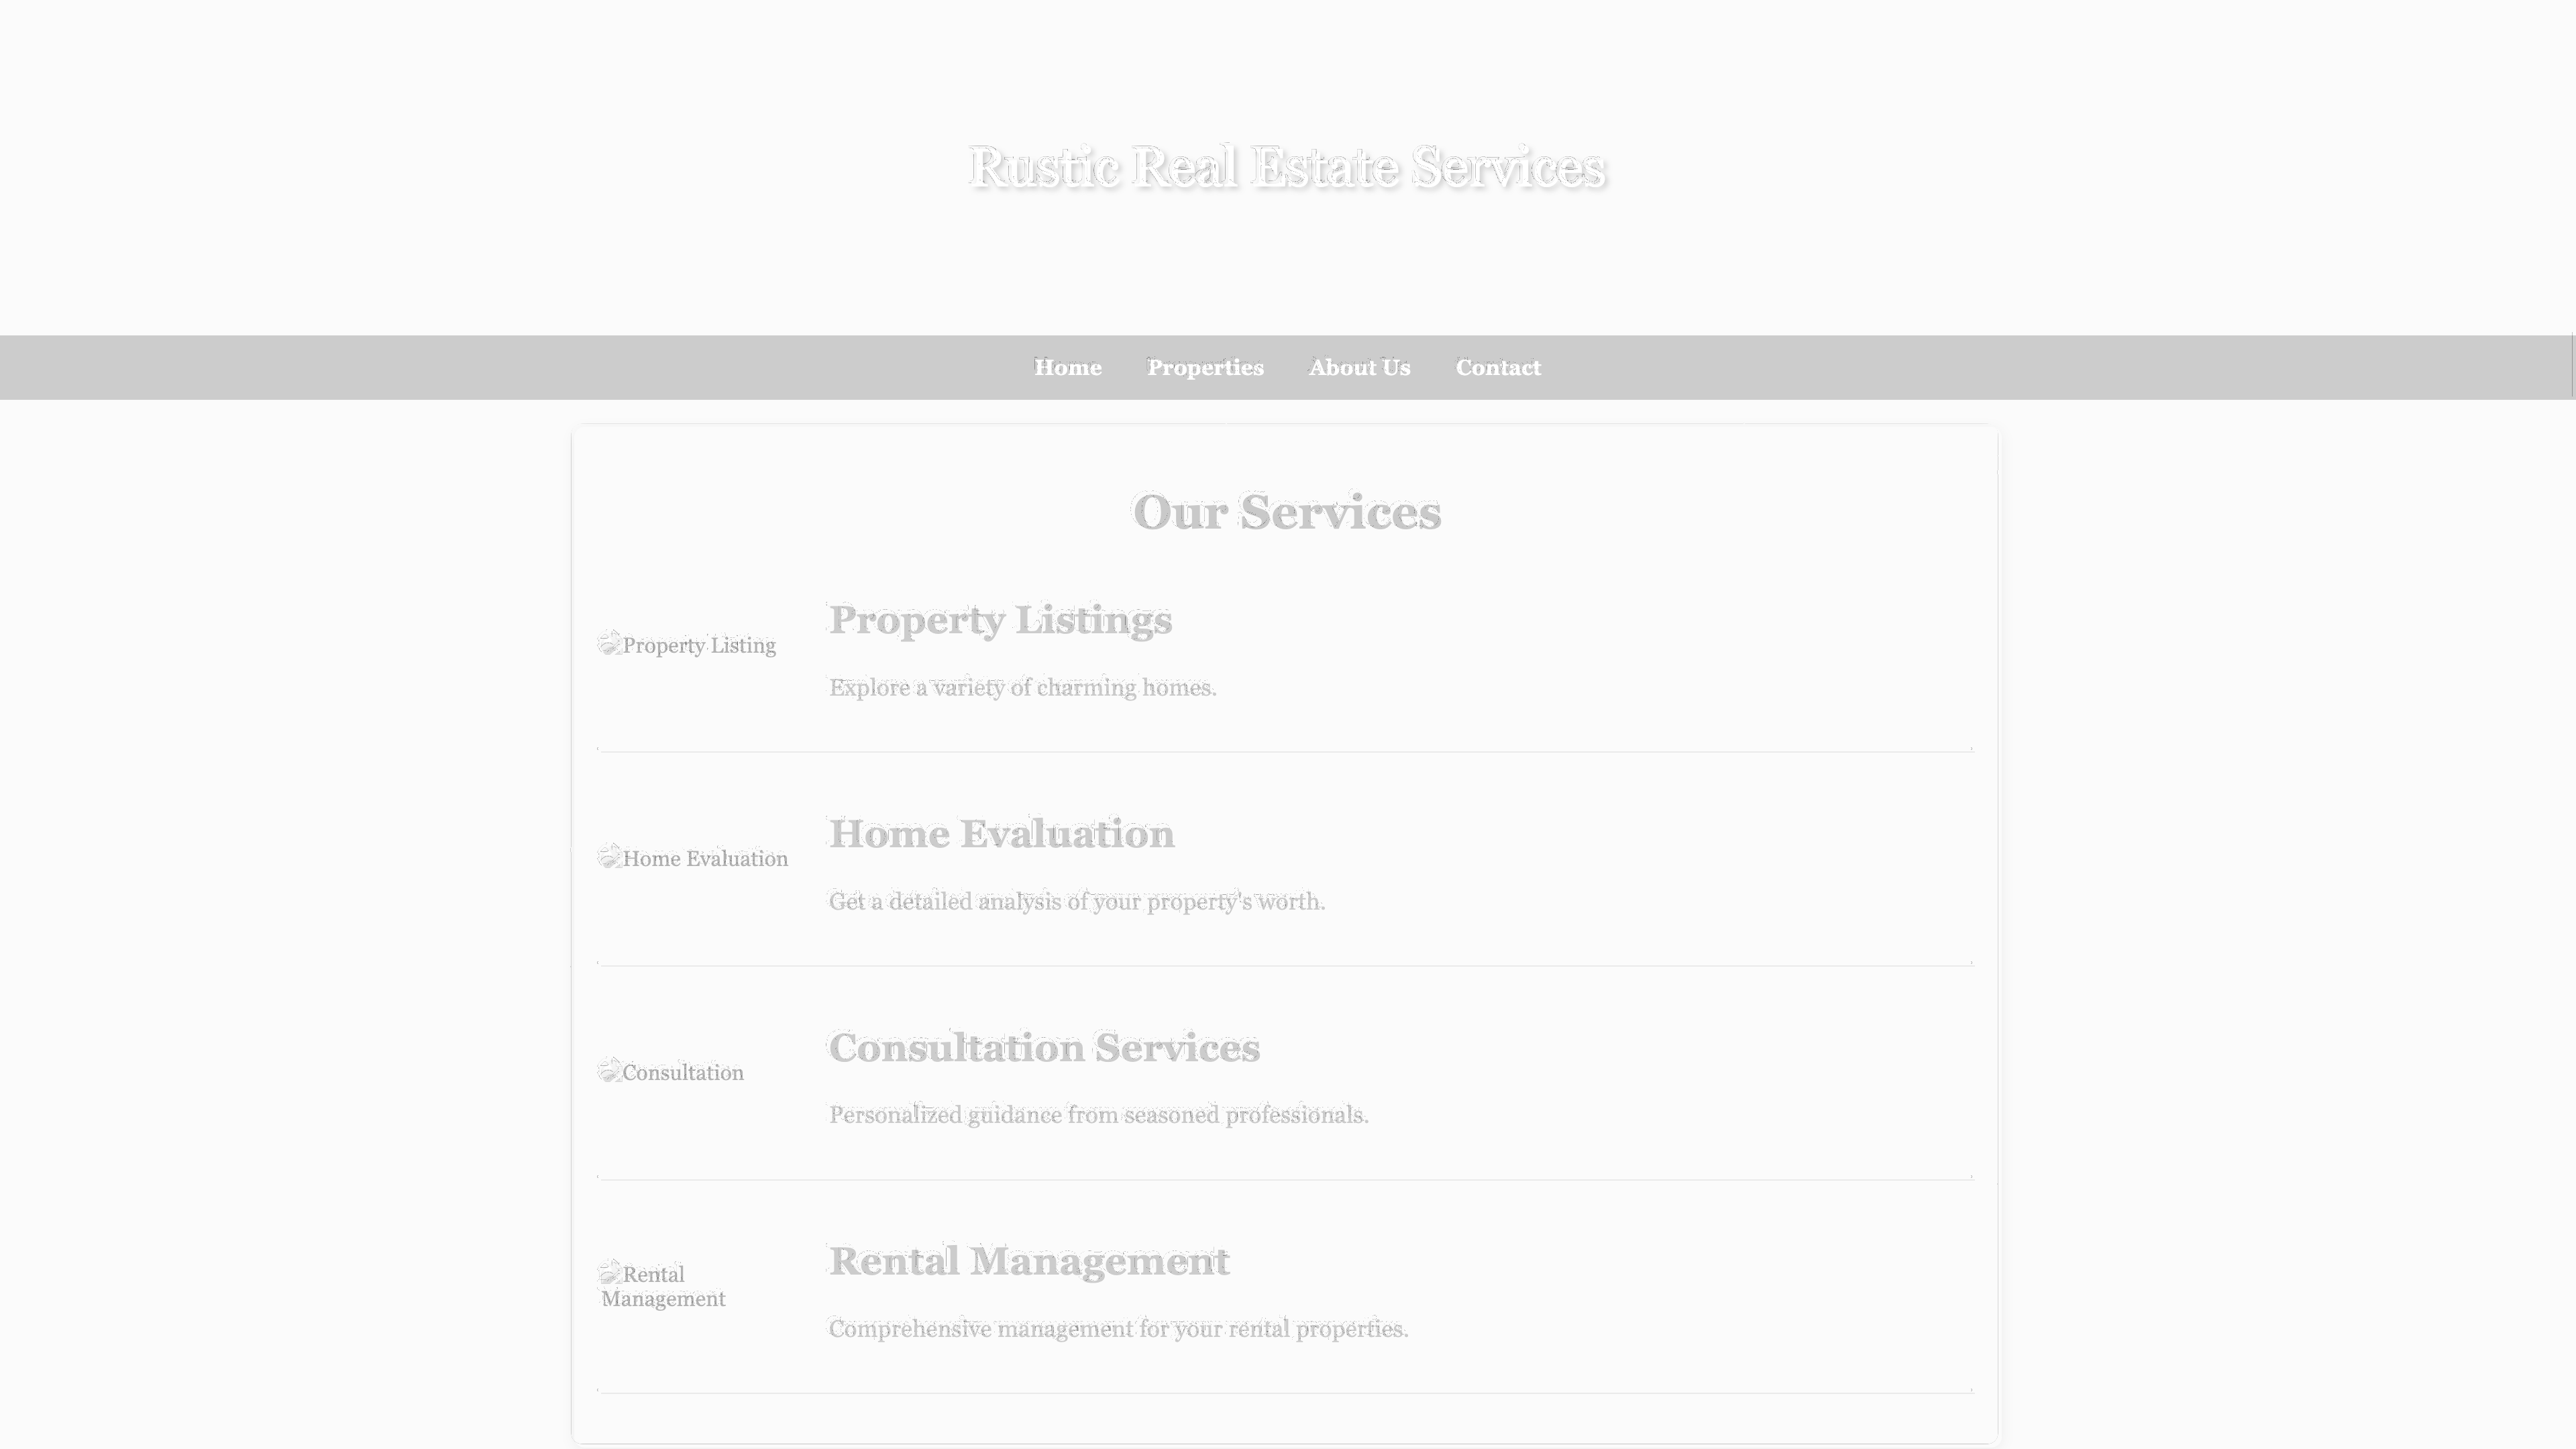 Rustic Real Estate Services
Home Properties About Us Contact
Our Services
Property Listing
Property Listings
Explore a variety of charming homes.
Home Evaluation
Home Evaluation
Get a detailed analysis of your property's worth.
Consultation
Consultation Services
Personalized guidance from seasoned professionals.
Rental
Management
Rental Management
Comprehensive management for your rental properties.